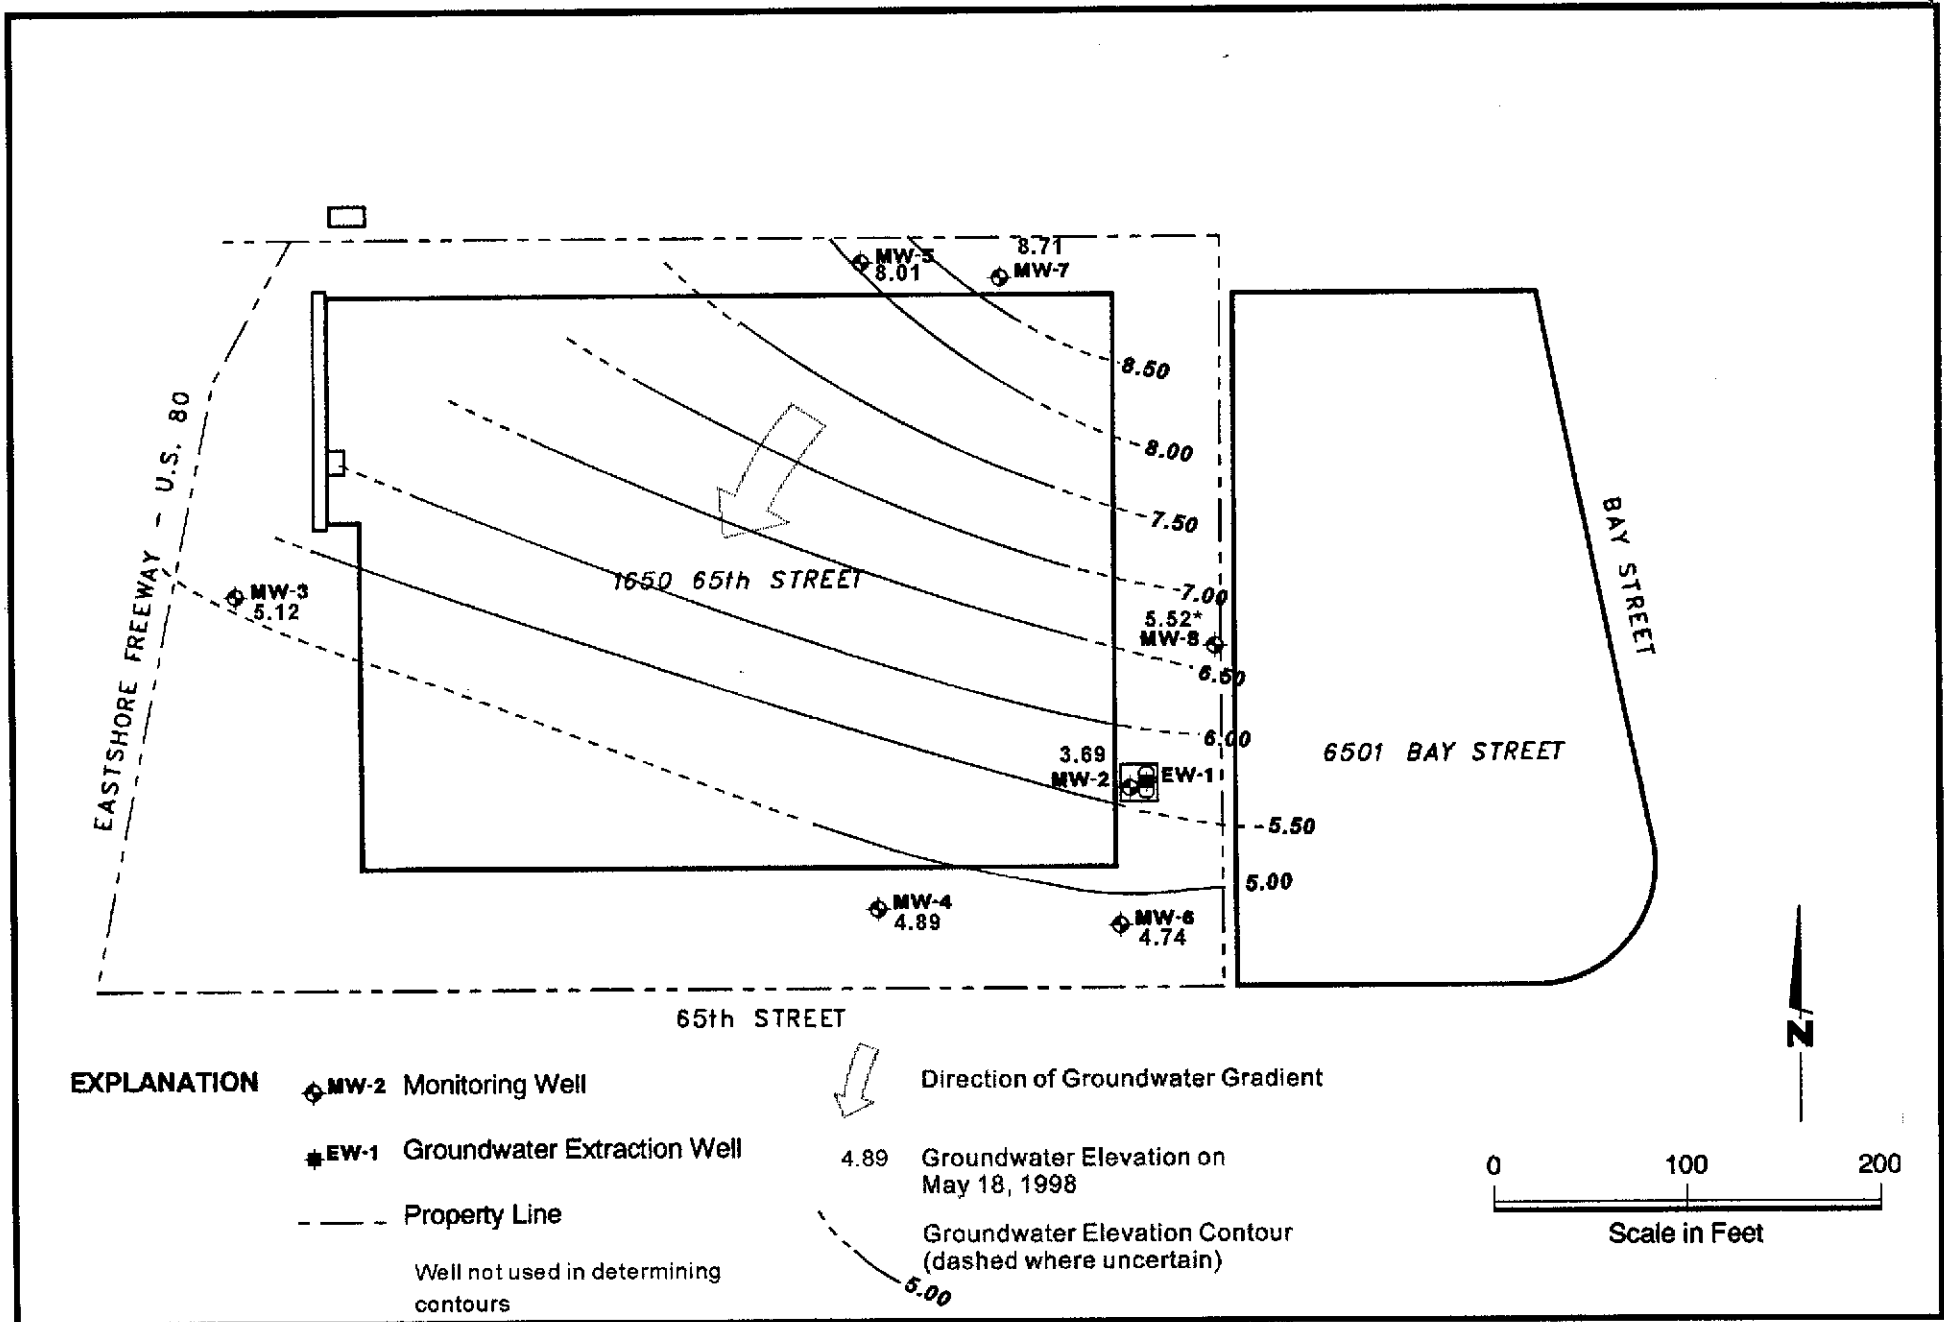 8.71
MW-5
8.01
MW-7
8.50
8.00
7.50
7.00
5.52*
MW-8
6.50
6.00
5.50
5.00
EASTSHORE FREEWAY - U.S. 80
MW-3
5.12
1650 65th STREET
3.69
MW-2
EW-1
6501 BAY STREET
BAY STREET
MW-4
4.89
MW-6
4.74
65th STREET
N
EXPLANATION
MW-2 Monitoring Well
EW-1 Groundwater Extraction Well
Property Line
Well not used in determining
contours
Direction of Groundwater Gradient
4.89 Groundwater Elevation on
May 18, 1998
Groundwater Elevation Contour
(dashed where uncertain)
5.00
0 100 200
Scale in Feet